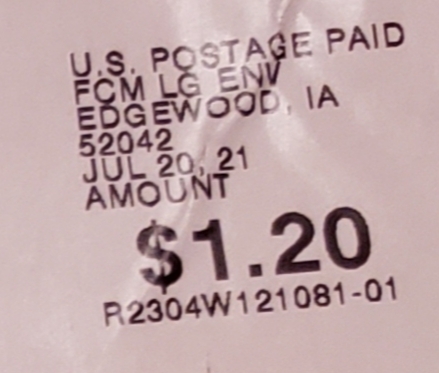 U.S. POSTAGE PAID
FCM LG ENV
EDGEWOOD, IA
52042
JUL 20, 21
AMOUNT
$1.20
R2304W121081-01